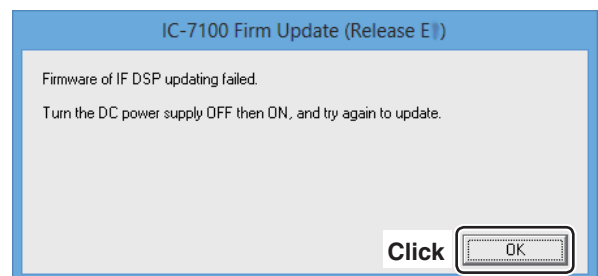 IC-7100 Firm Update (Release E)
Firmware of IF DSP updating failed.
Turn the DC power supply OFF then ON, and try again to update.
Click
OK